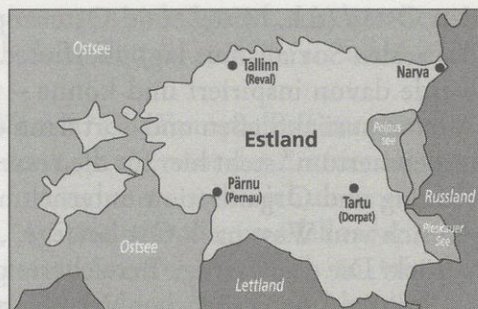 Ostsee
Tallinn
(Reval)
Narva
Estland
Peipus
see
Pärnu
(Pernau)
Tartu
(Dorpat)
Russland
Pleskauer
See
Ostsee
Lettland